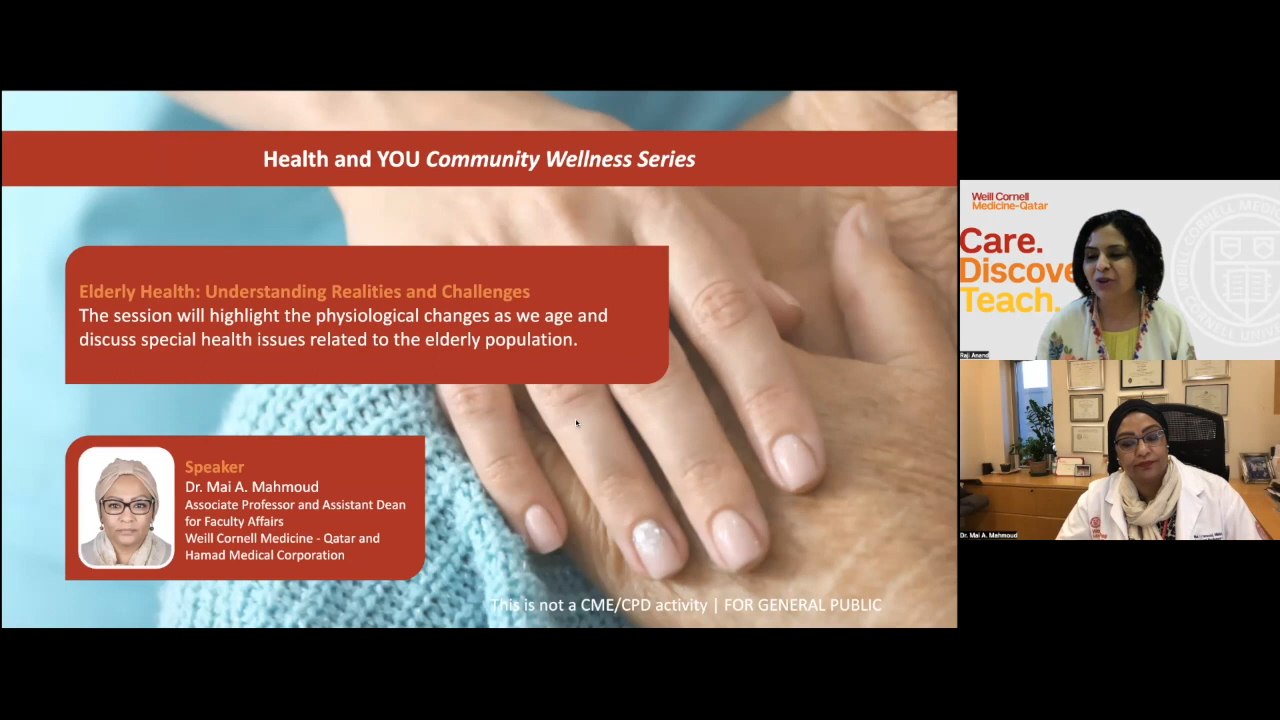 Health and YOU Community Wellness Series
Elderly Health: Understanding Realities and Challenges
The session will highlight the physiological changes as we age and
discuss special health issues related to the elderly population.
Speaker
Dr. Mai A. Mahmoud
Associate Professor and Assistant Dean
for Faculty Affairs
Weill Cornell Medicine - Qatar and
Hamad Medical Corporation
This is not a CME/CPD activity | FOR GENERAL PUBLIC
Weill Cornell
Medicine-Qatar
Care.
Discove
Teach.
Raji Anand
Dr. Mai A. Mahmoud